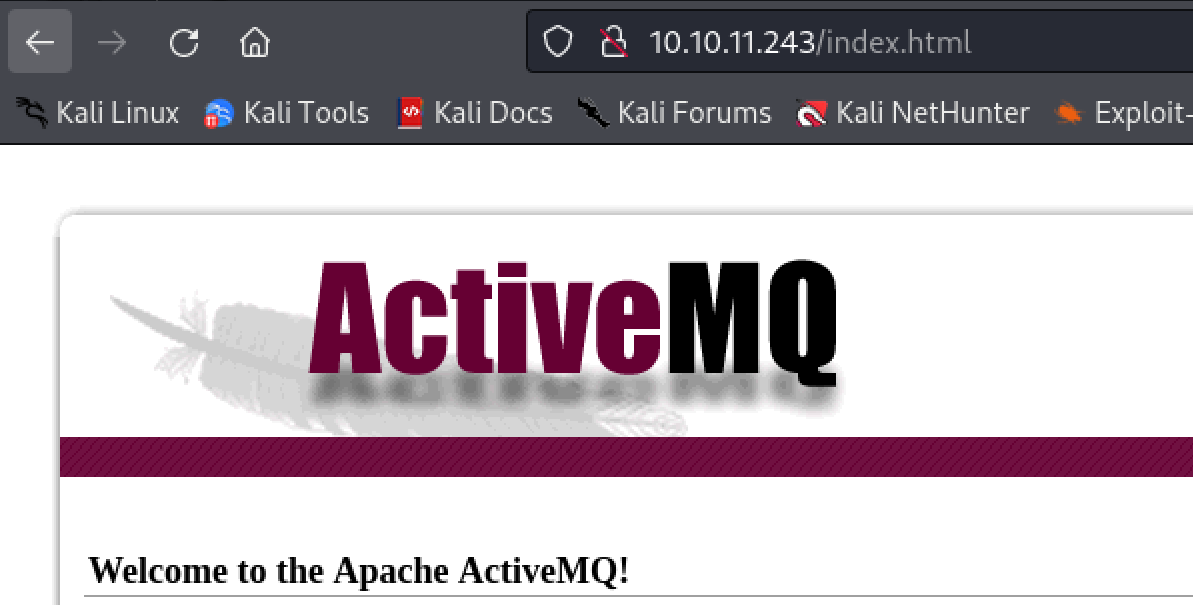 10.10.11.243/index.html
Kali Linux Kali Tools Kali Docs Kali Forums Kali NetHunter Exploit-
ActiveMQ
Welcome to the Apache ActiveMQ!